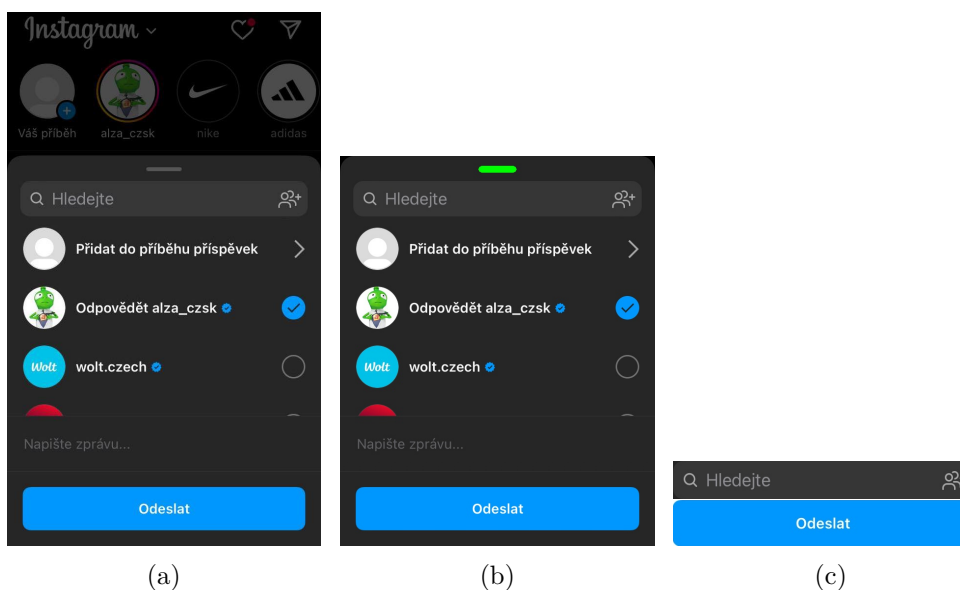 Instagram
Váš příběh
alza_czsk
nike
adidas
Hledejte
Přidat do příběhu příspěvek
Odpovědět alza_czsk
Wolt
wolt.czech
Napište zprávu...
Odeslat
(a)
Hledejte
Přidat do příběhu příspěvek
Odpovědět alza_czsk
Wolt
wolt.czech
Napište zprávu...
Odeslat
(b)
Hledejte
Odeslat
(c)